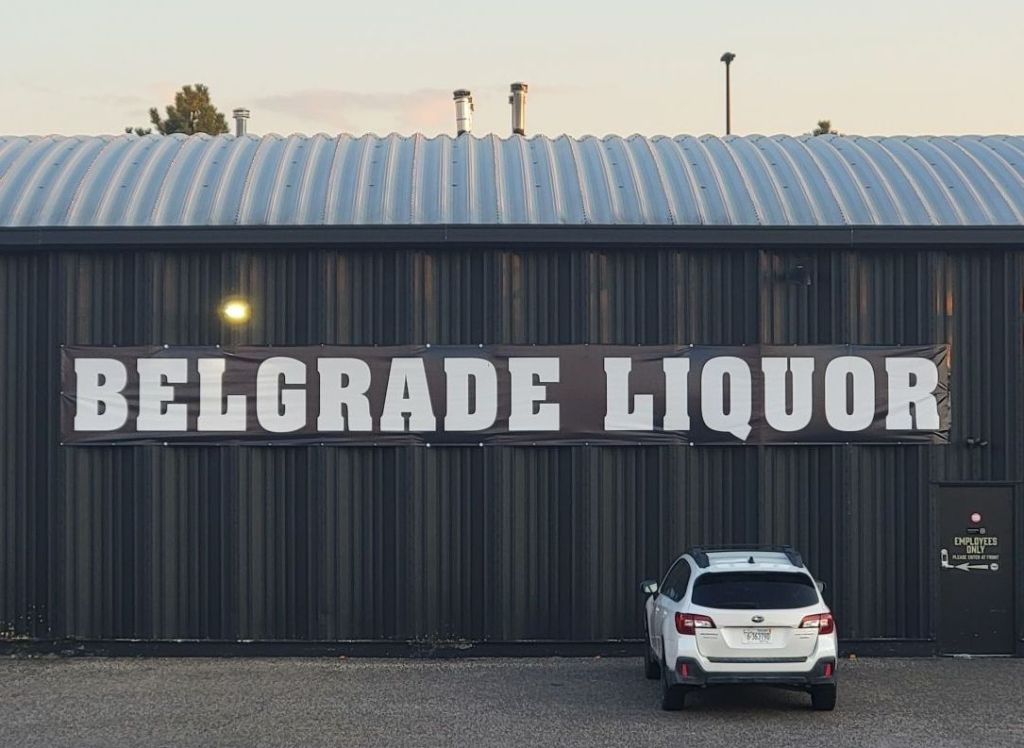 BELGRADE LIQUOR
EMPLOYEES
ONLY
PLEASE ENTER AT FRONT